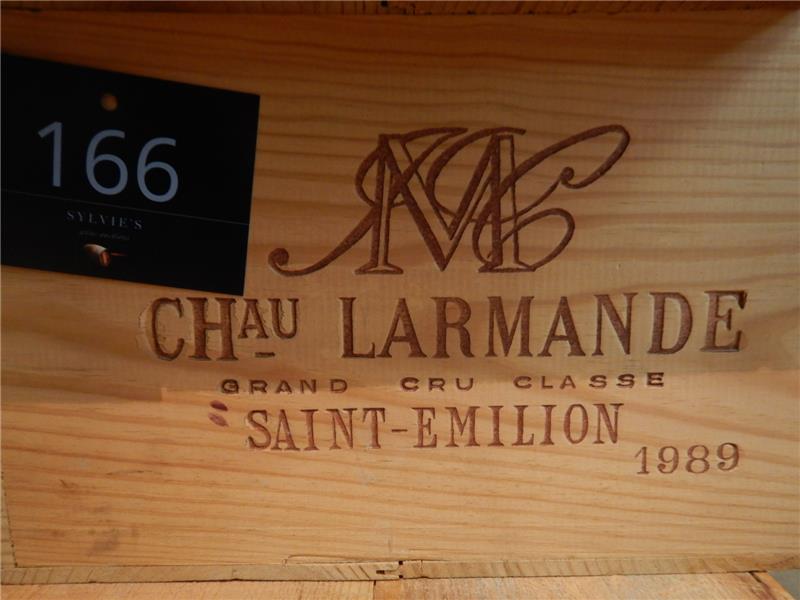 166
SYLVIE'S
CHAU LARMANDE
GRAND CRU CLASSE
SAINT-EMILION
1989